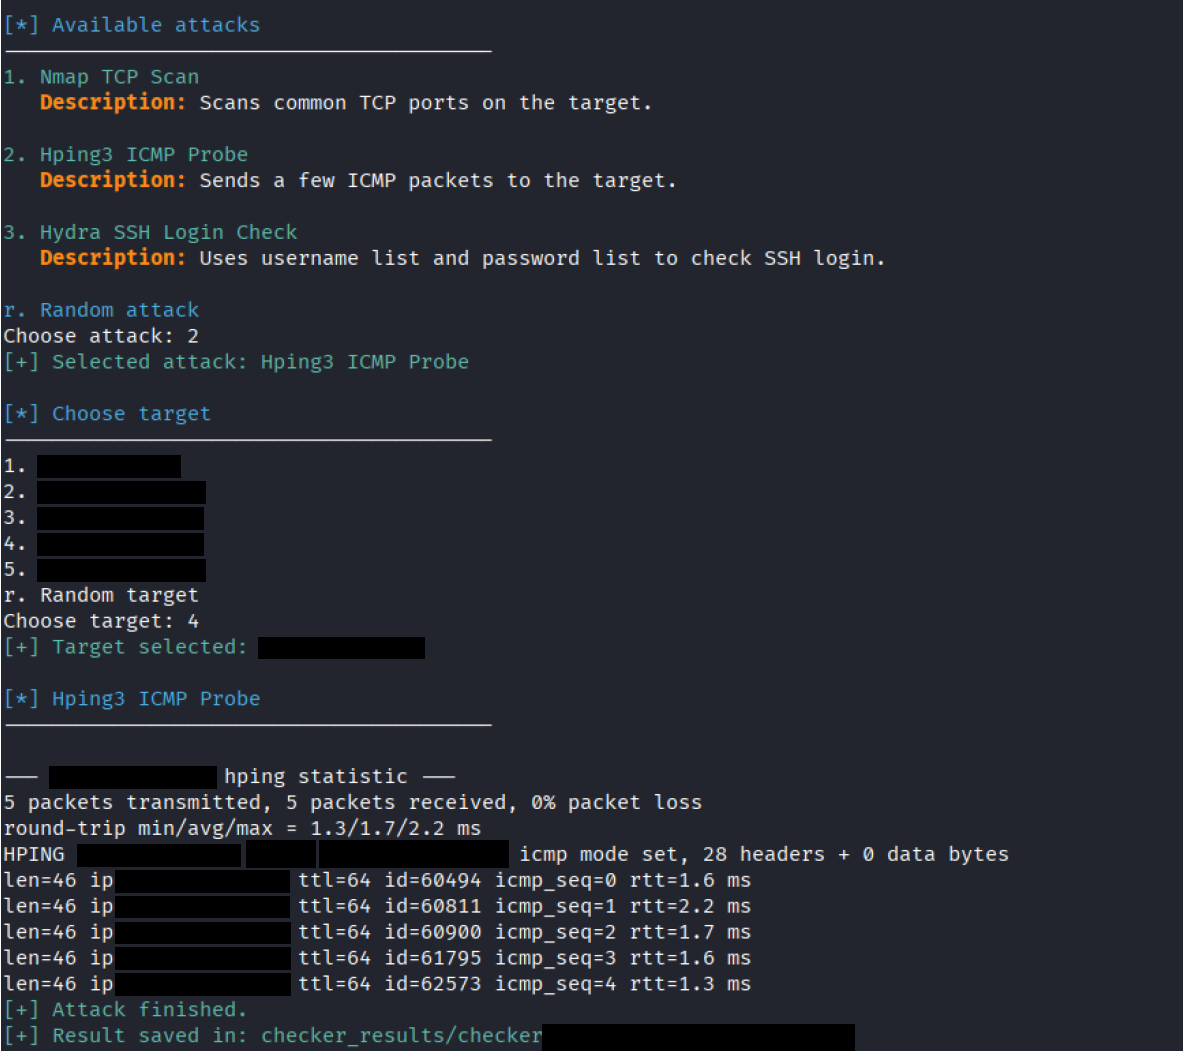 [*] Available attacks
1. Nmap TCP Scan
Description: Scans common TCP ports on the target.
2. Hping3 ICMP Probe
Description: Sends a few ICMP packets to the target.
3. Hydra SSH Login Check
Description: Uses username list and password list to check SSH login.
r. Random attack
Choose attack: 2
[+] Selected attack: Hping3 ICMP Probe
[*] Choose target
1.
2.
3.
4.
5.
r. Random target
Choose target: 4
[+] Target selected:
[*] Hping3 ICMP Probe
--- hping statistic ---
5 packets transmitted, 5 packets received, 0% packet loss
round-trip min/avg/max = 1.3/1.7/2.2 ms
HPING icmp mode set, 28 headers + 0 data bytes
len=46 ip ttl=64 id=60494 icmp_seq=0 rtt=1.6 ms
len=46 ip ttl=64 id=60811 icmp_seq=1 rtt=2.2 ms
len=46 ip ttl=64 id=60900 icmp_seq=2 rtt=1.7 ms
len=46 ip ttl=64 id=61795 icmp_seq=3 rtt=1.6 ms
len=46 ip ttl=64 id=62573 icmp_seq=4 rtt=1.3 ms
[+] Attack finished.
[+] Result saved in: checker_results/checker